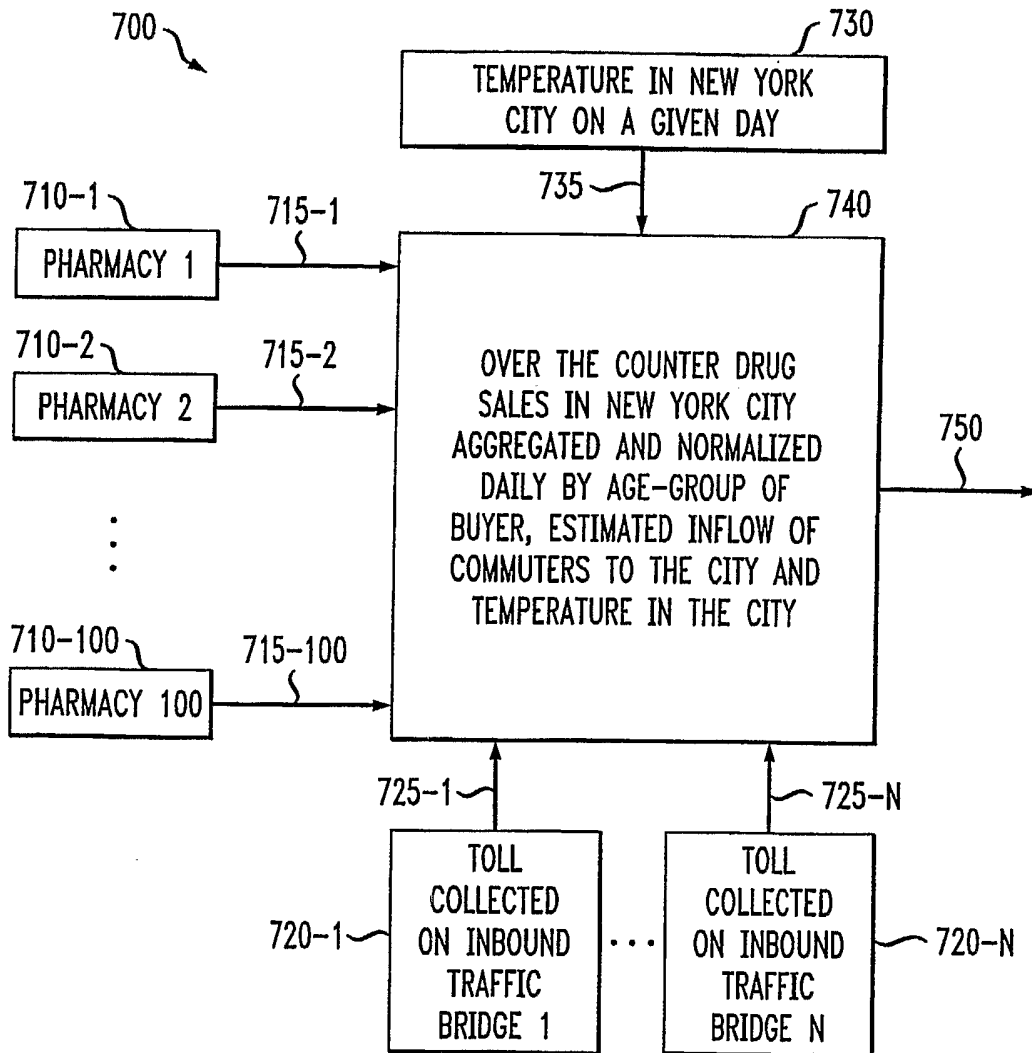 700
730
TEMPERATURE IN NEW YORK
CITY ON A GIVEN DAY
735
740
710-1
715-1
PHARMACY 1
710-2
715-2
PHARMACY 2
710-100
715-100
PHARMACY 100
OVER THE COUNTER DRUG
SALES IN NEW YORK CITY
AGGREGATED AND NORMALIZED
DAILY BY AGE-GROUP OF
BUYER, ESTIMATED INFLOW OF
COMMUTERS TO THE CITY AND
TEMPERATURE IN THE CITY
750
725-1
725-N
720-1
TOLL
COLLECTED
ON INBOUND
TRAFFIC
BRIDGE 1
TOLL
COLLECTED
ON INBOUND
TRAFFIC
BRIDGE N
720-N